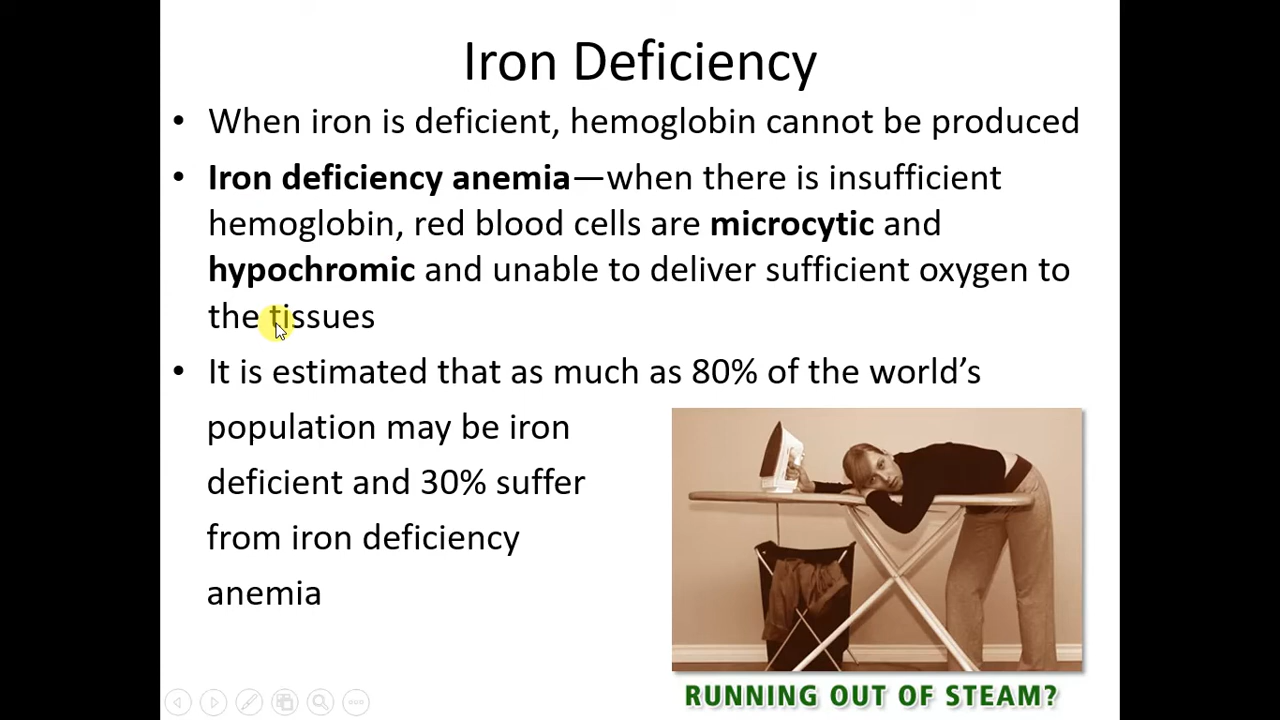 Iron Deficiency
• When iron is deficient, hemoglobin cannot be produced
• Iron deficiency anemia—when there is insufficient
hemoglobin, red blood cells are microcytic and
hypochromic and unable to deliver sufficient oxygen to
the tissues
• It is estimated that as much as 80% of the world’s
population may be iron
deficient and 30% suffer
from iron deficiency
anemia
RUNNING OUT OF STEAM?